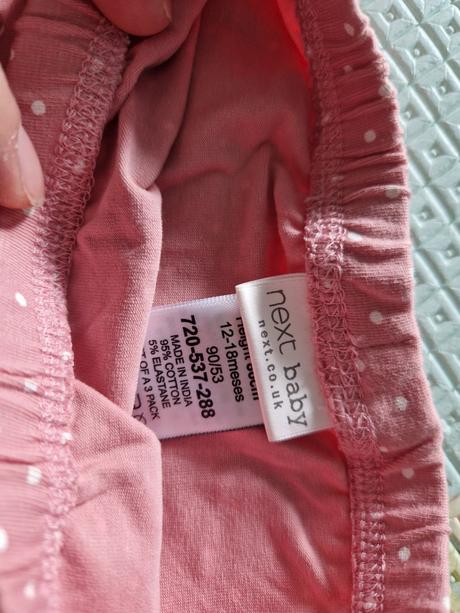 next baby
next.co.uk
12-18meses
90/53
720-537-288
MADE IN INDIA
95% COTTON
5% ELASTANE
OF A 3 PACK